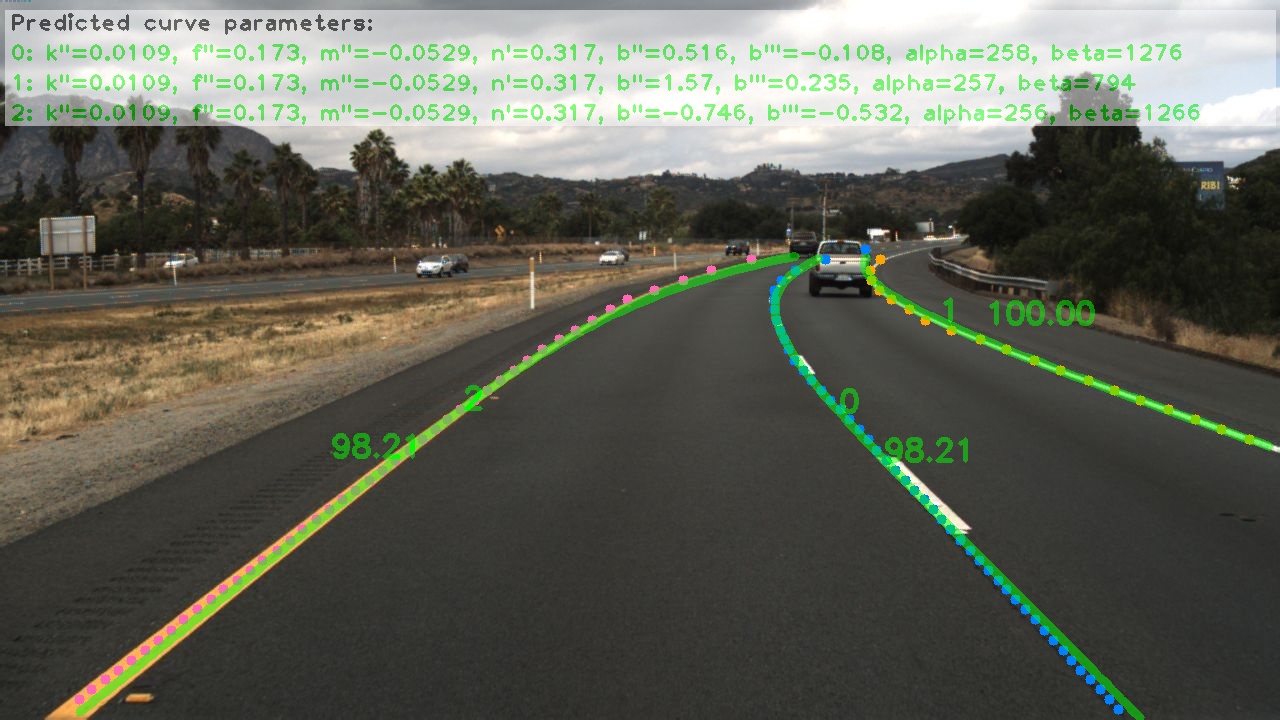 Predicted curve parameters:
0: k''=0.0109, f''=0.173, m''=-0.0529, n'=0.317, b''=0.516, b'''=-0.108, alpha=258, beta=1276
1: k''=0.0109, f''=0.173, m''=-0.0529, n'=0.317, b''=1.57, b'''=0.235, alpha=257, beta=794
2: k''=0.0109, f''=0.173, m''=-0.0529, n'=0.317, b''=-0.746, b'''=-0.532, alpha=256, beta=1266
1 100.00
2
0
98.21
98.21